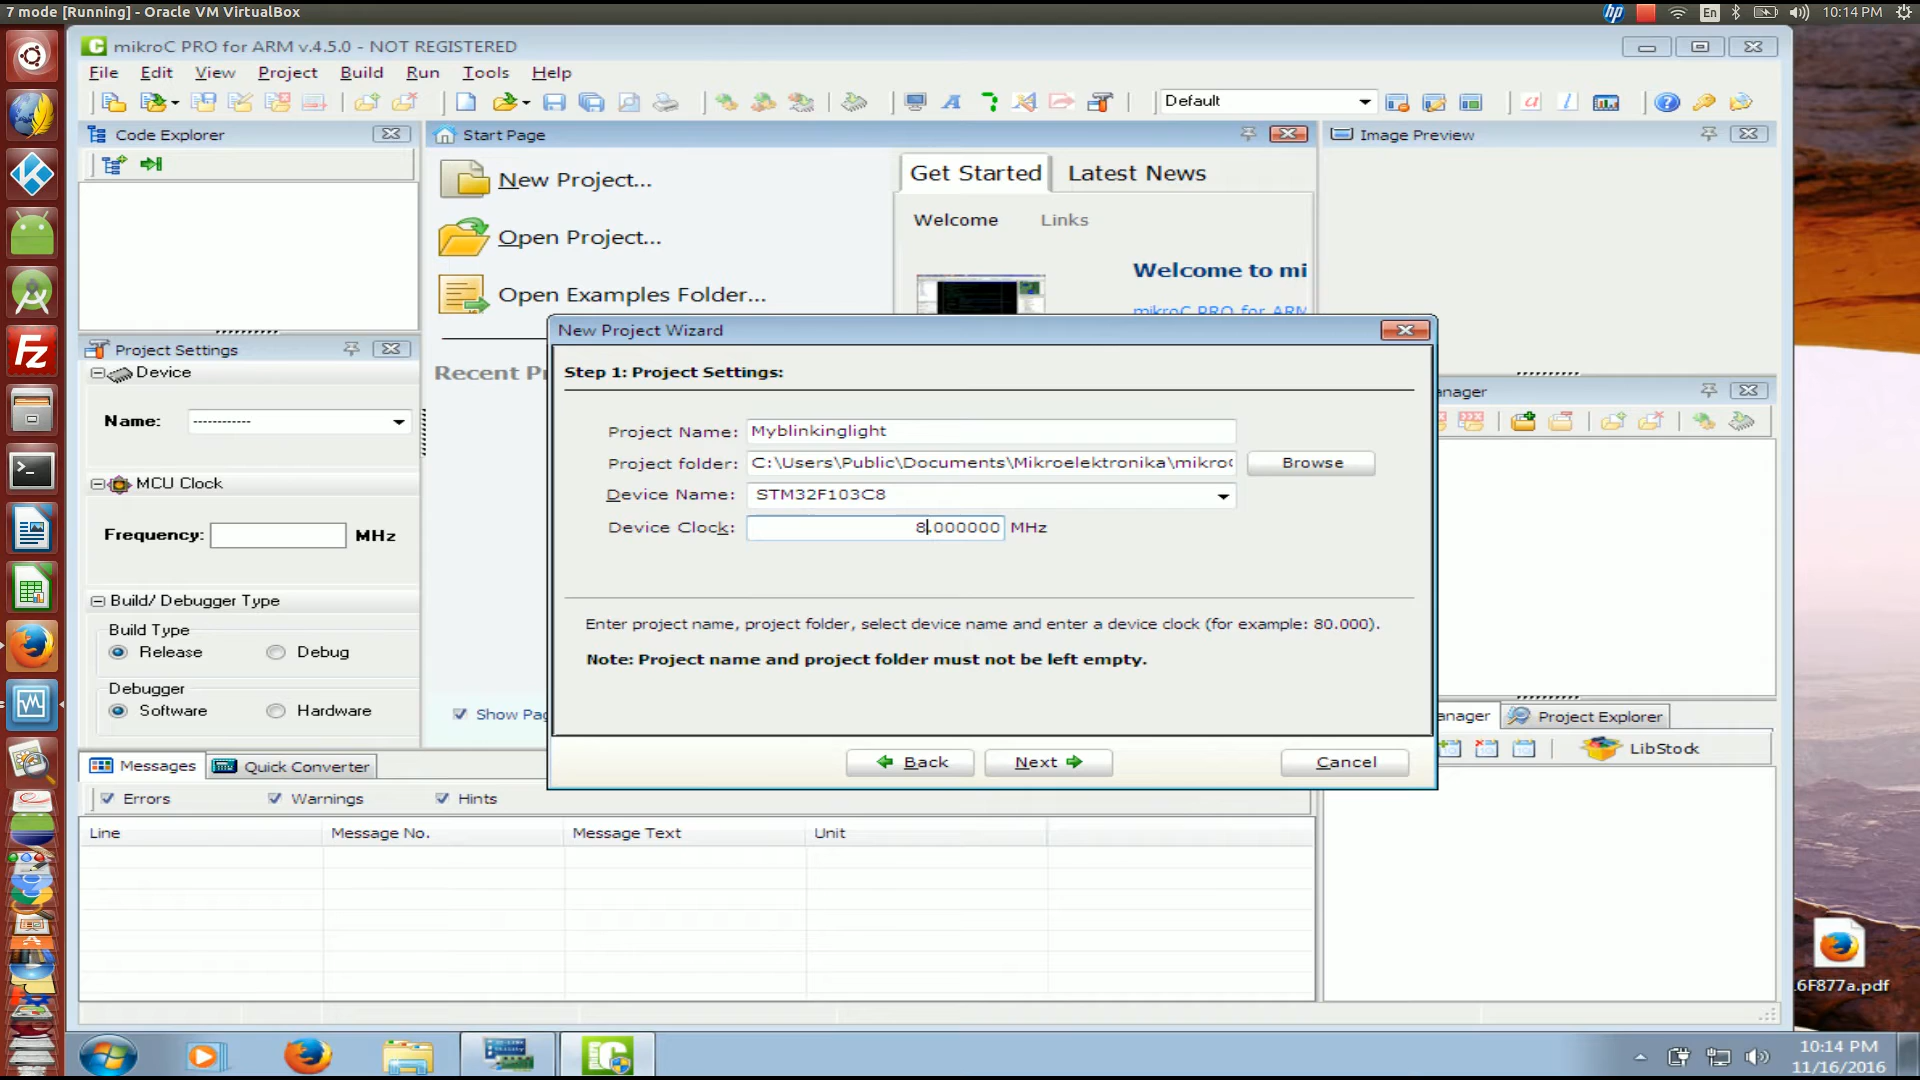 7 mode [Running] - Oracle VM VirtualBox
En
10:14 PM
mikroC PRO for ARM v.4.5.0 - NOT REGISTERED
File Edit View Project Build Run Tools Help
Default
Code Explorer
Start Page
Image Preview
New Project...
Open Project...
Open Examples Folder...
Get Started
Latest News
Welcome
Links
Welcome to mi
mikroC PRO for ARM
Recent Pr
Show Pag
Project Settings
Device
Name:
------------
MCU Clock
Frequency:
MHz
Build/ Debugger Type
Build Type
Release
Debug
Debugger
Software
Hardware
New Project Wizard
Step 1: Project Settings:
Project Name: Myblinkinglight
Project folder: C:\Users\Public\Documents\Mikroelektronika\mikro
Browse
Device Name: STM32F103C8
Device Clock: 8.000000 MHz
Enter project name, project folder, select device name and enter a device clock (for example: 80.000).
Note: Project name and project folder must not be left empty.
Back
Next
Cancel
anager
anager
Project Explorer
LibStock
Messages
Quick Converter
Errors
Warnings
Hints
Line
Message No.
Message Text
Unit
6F877a.pdf
10:14 PM
11/16/2016